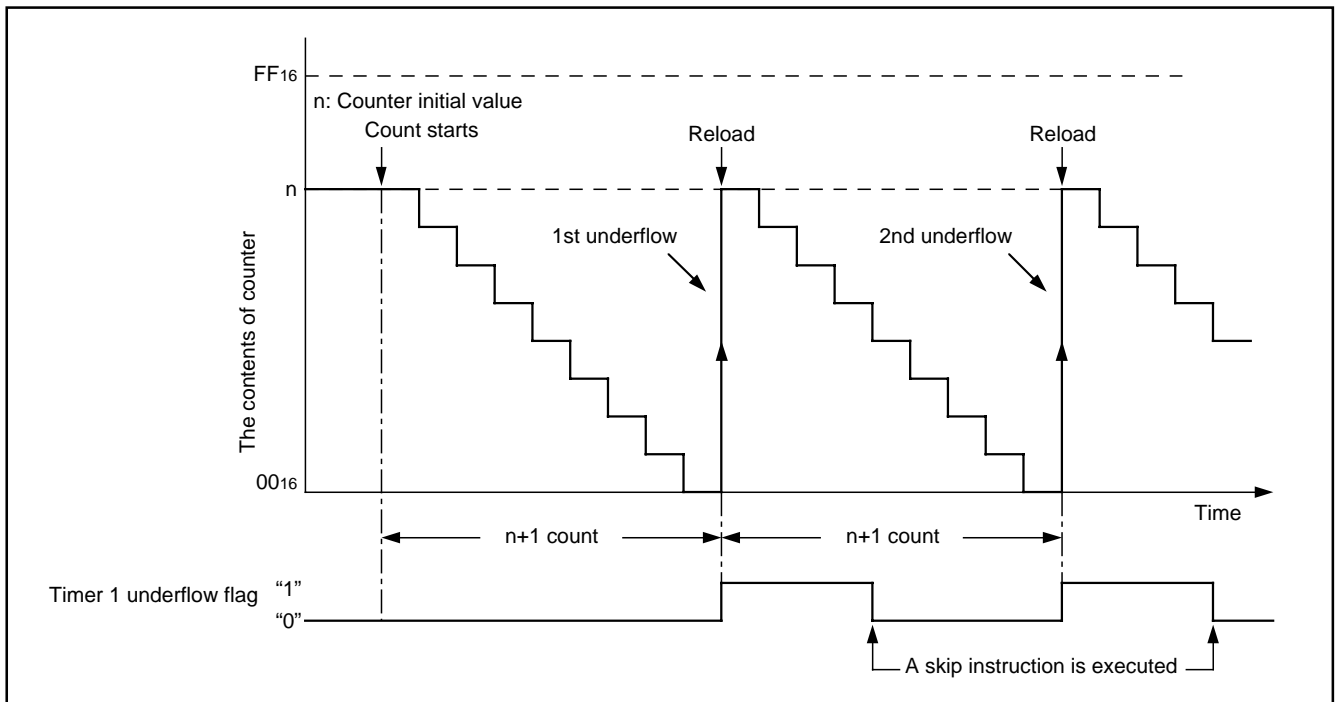 FF16
n: Counter initial value
Count starts
Reload
Reload
n
1st underflow
2nd underflow
The contents of counter
0016
Time
n+1 count
n+1 count
Timer 1 underflow flag
“1”
“0”
A skip instruction is executed